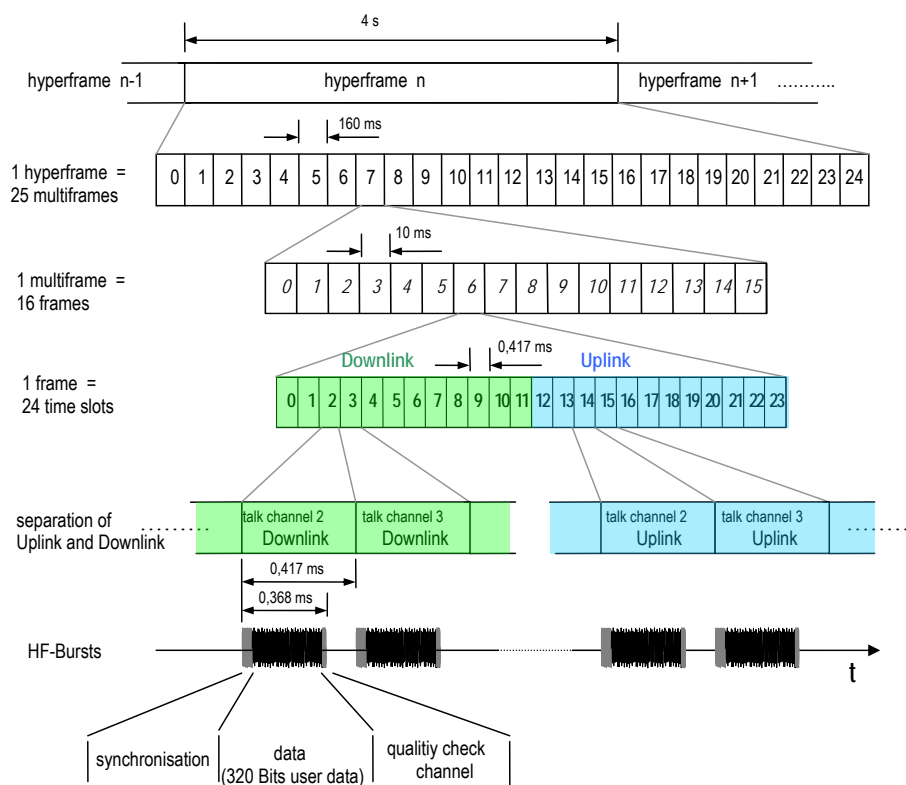 4 s
hyperframe n-1
hyperframe n
hyperframe n+1 ...........
160 ms
1 hyperframe =
25 multiframes
0 1 2 3 4 5 6 7 8 9 10 11 12 13 14 15 16 17 18 19 20 21 22 23 24
10 ms
1 multiframe =
16 frames
0 1 2 3 4 5 6 7 8 9 10 11 12 13 14 15
0,417 ms
Downlink
Uplink
1 frame =
24 time slots
0 1 2 3 4 5 6 7 8 9 10 11 12 13 14 15 16 17 18 19 20 21 22 23
separation of
Uplink and Downlink
talk channel 2
Downlink
talk channel 3
Downlink
talk channel 2
Uplink
talk channel 3
Uplink
0,417 ms
0,368 ms
HF-Bursts
t
synchronisation
data
(320 Bits user data)
qualitiy check
channel